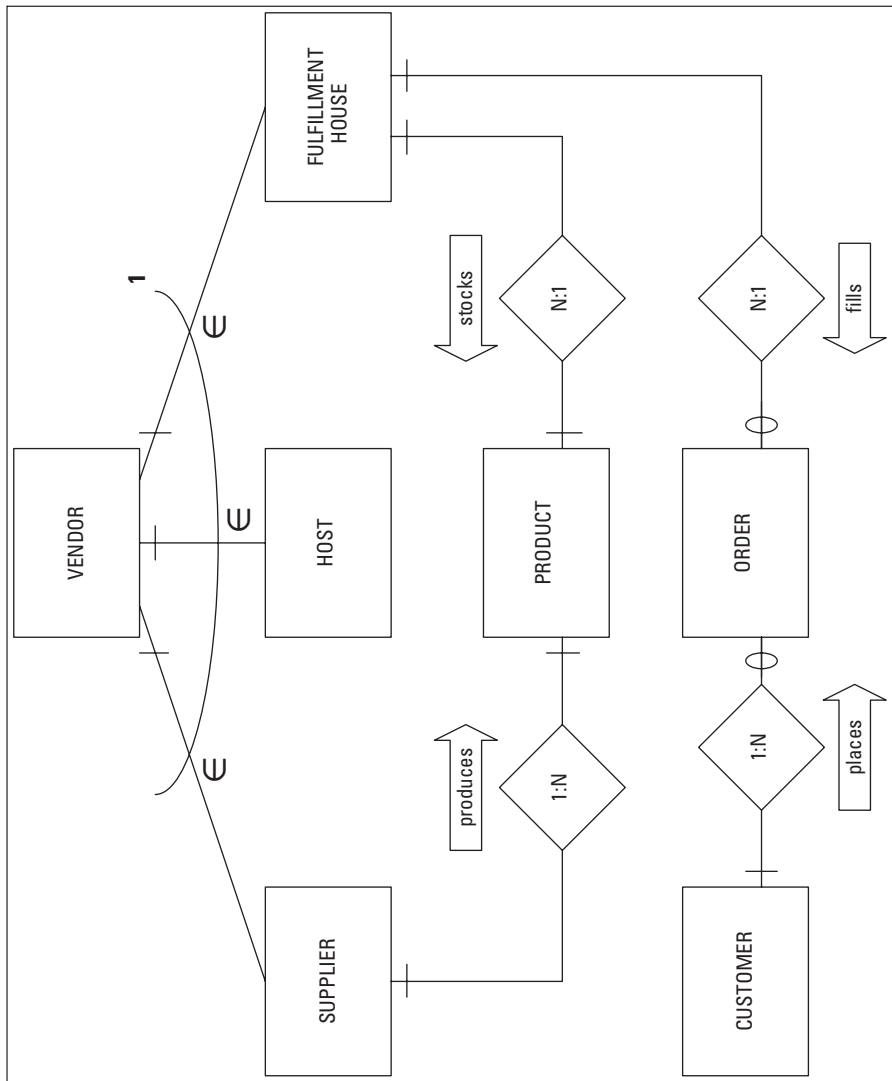 VENDOR
1
∈
∈
∈
SUPPLIER
HOST
FULFILLMENT
HOUSE
produces
stocks
1:N
PRODUCT
N:1
CUSTOMER
1:N
ORDER
N:1
places
fills